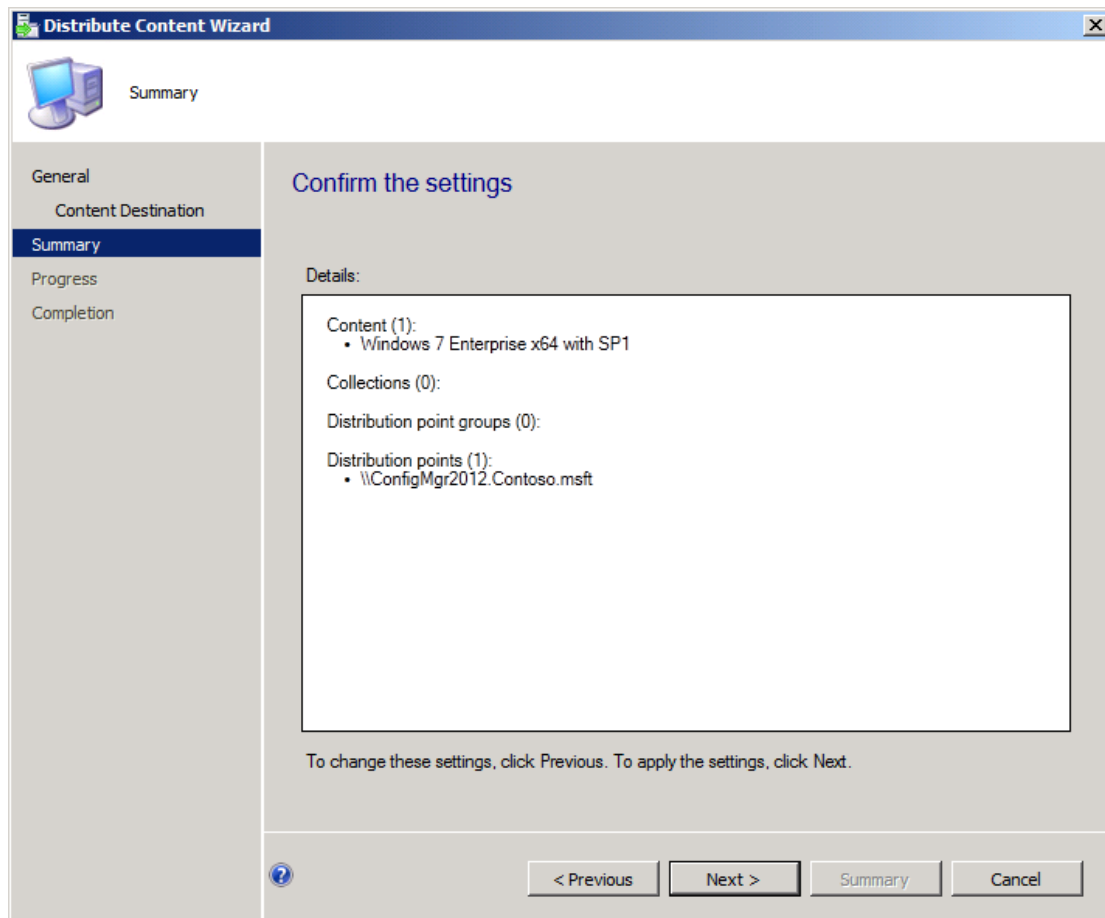 Distribute Content Wizard
Summary
General
Content Destination
Summary
Progress
Completion
Confirm the settings
Details:
Content (1):
• Windows 7 Enterprise x64 with SP1
Collections (0):
Distribution point groups (0):
Distribution points (1):
• \\ConfigMgr2012.Contoso.msft
To change these settings, click Previous. To apply the settings, click Next.
< Previous Next > Summary Cancel